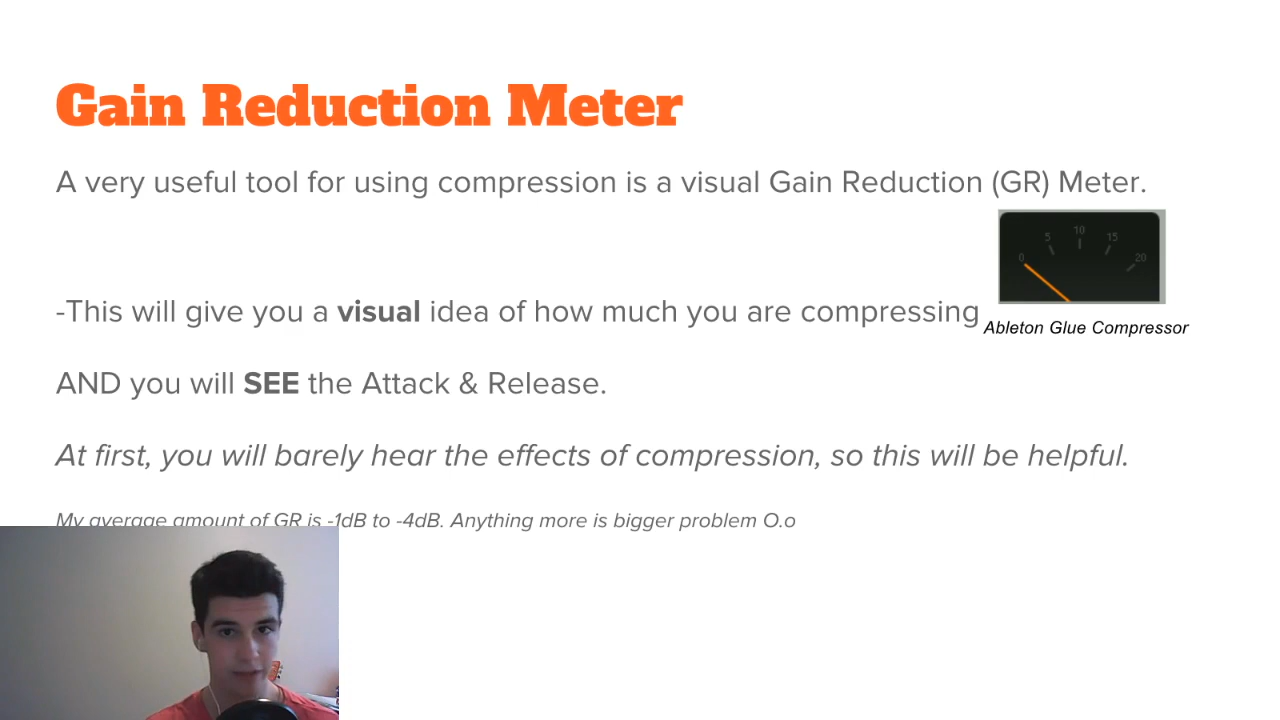 Gain Reduction Meter
A very useful tool for using compression is a visual Gain Reduction (GR) Meter.
0 5 10 15 20
-This will give you a visual idea of how much you are compressing
Ableton Glue Compressor
AND you will SEE the Attack & Release.
At first, you will barely hear the effects of compression, so this will be helpful.
My average amount of GR is -1dB to -4dB. Anything more is bigger problem O.o